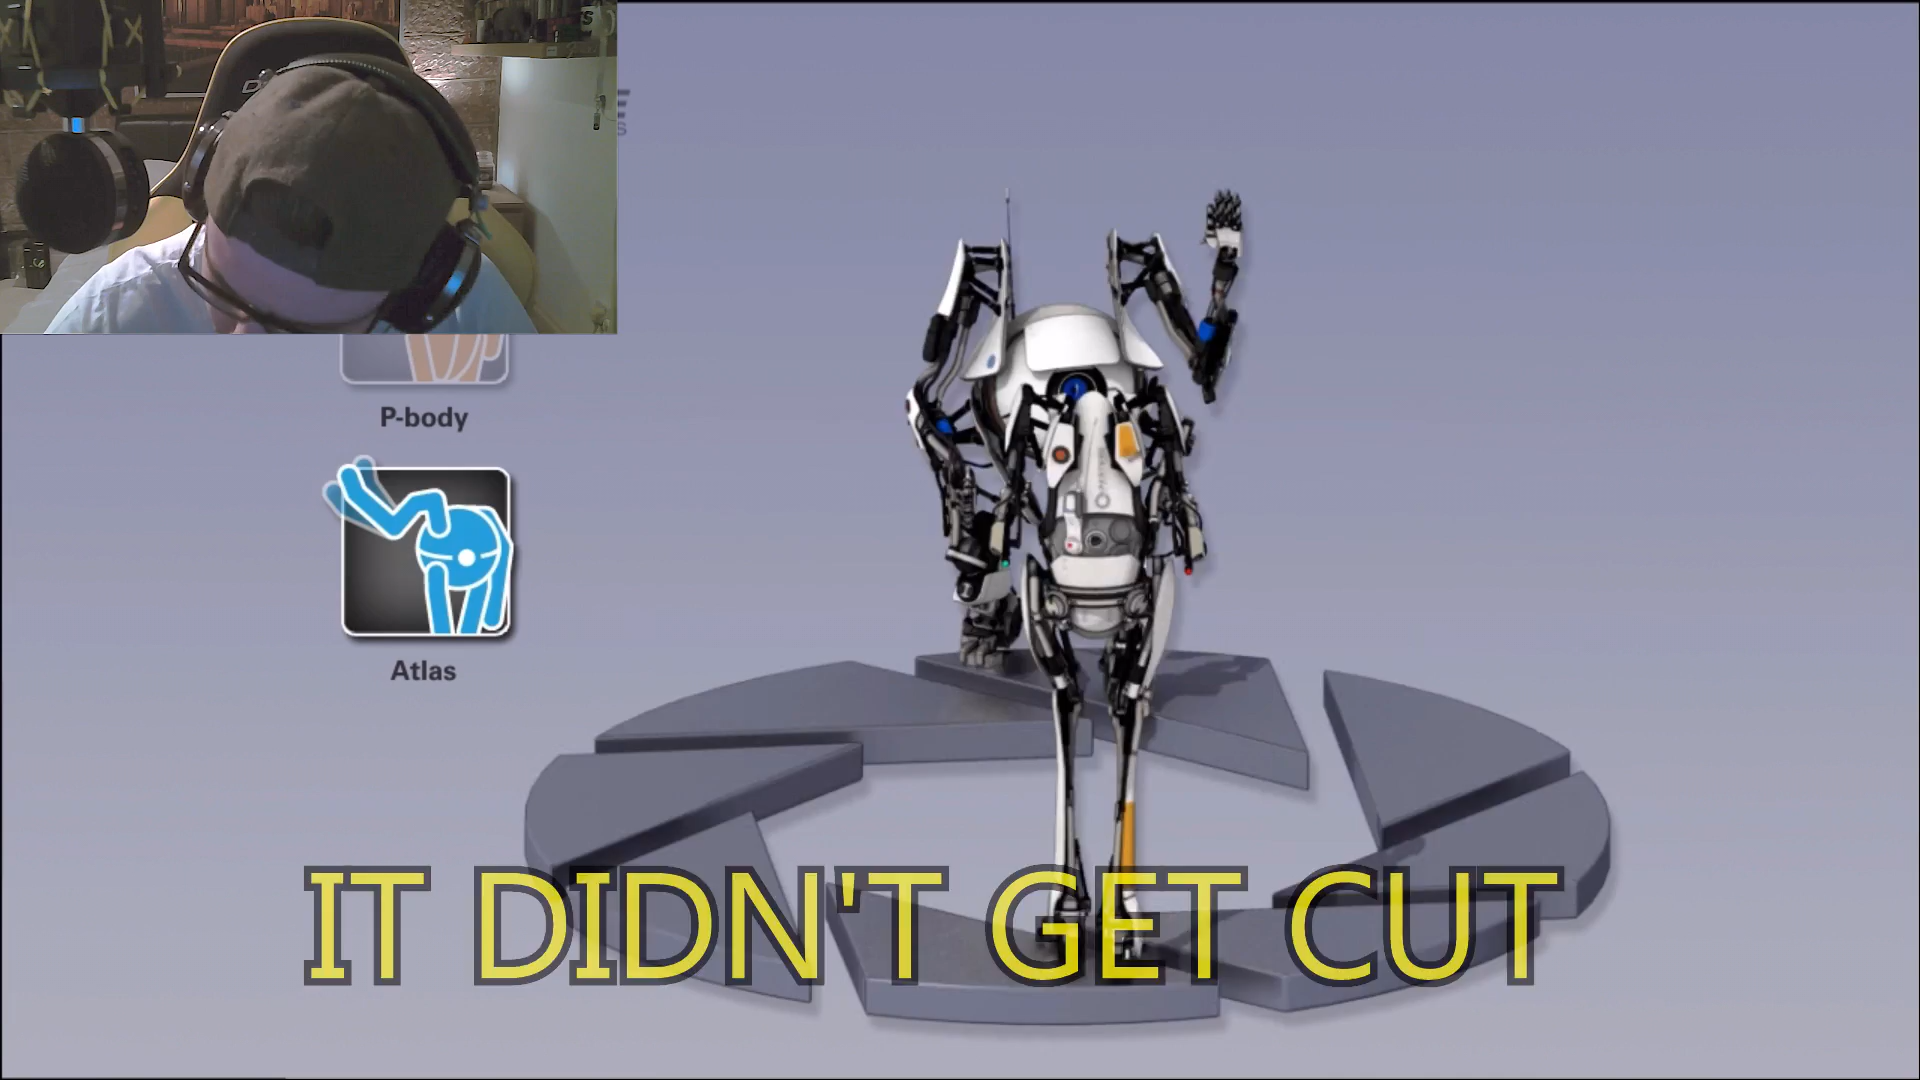 P-body
Atlas
IT DIDN'T GET CUT